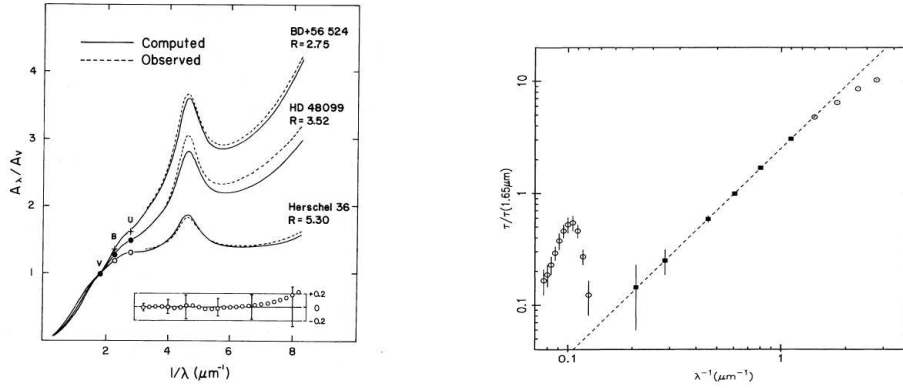 Computed
Observed
BD+56 524
R=2.75
HD 48099
R=3.52
Herschel 36
R=5.30
U
B
V
4
3
2
1
+0.2
0
-0.2
2
4
6
8
Aλ/AV
1/λ (μm⁻¹)
10
1
0.1
0.1
1
τ/τ(1.65μm)
λ⁻¹(μm⁻¹)